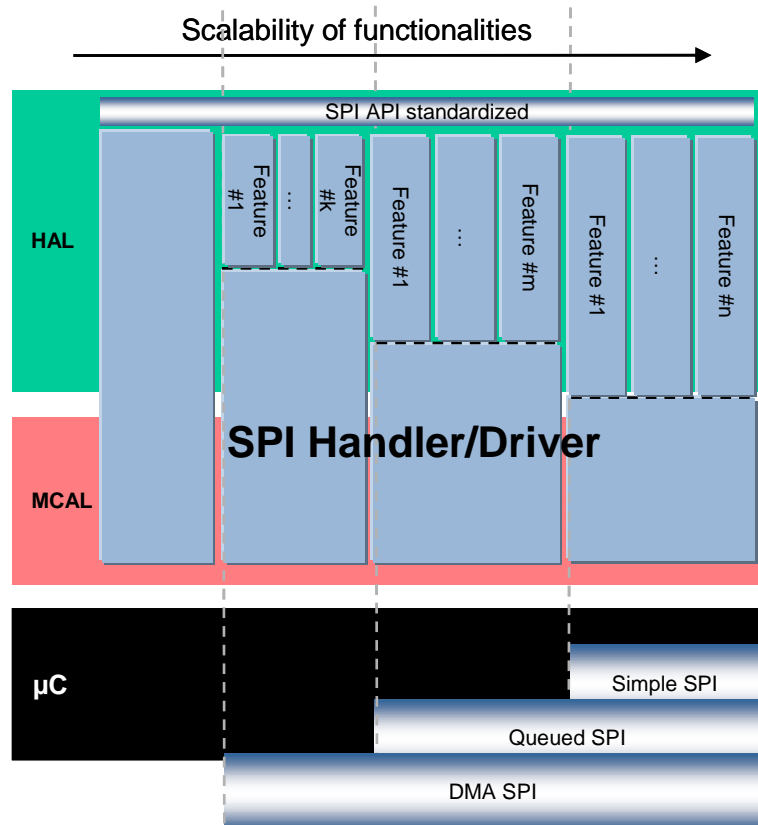 Scalability of functionalities
SPI API standardized
HAL
Feature
#1
…
Feature
#k
Feature #1
…
Feature #m
Feature #1
…
Feature #n
SPI Handler/Driver
MCAL
µC
Simple SPI
Queued SPI
DMA SPI